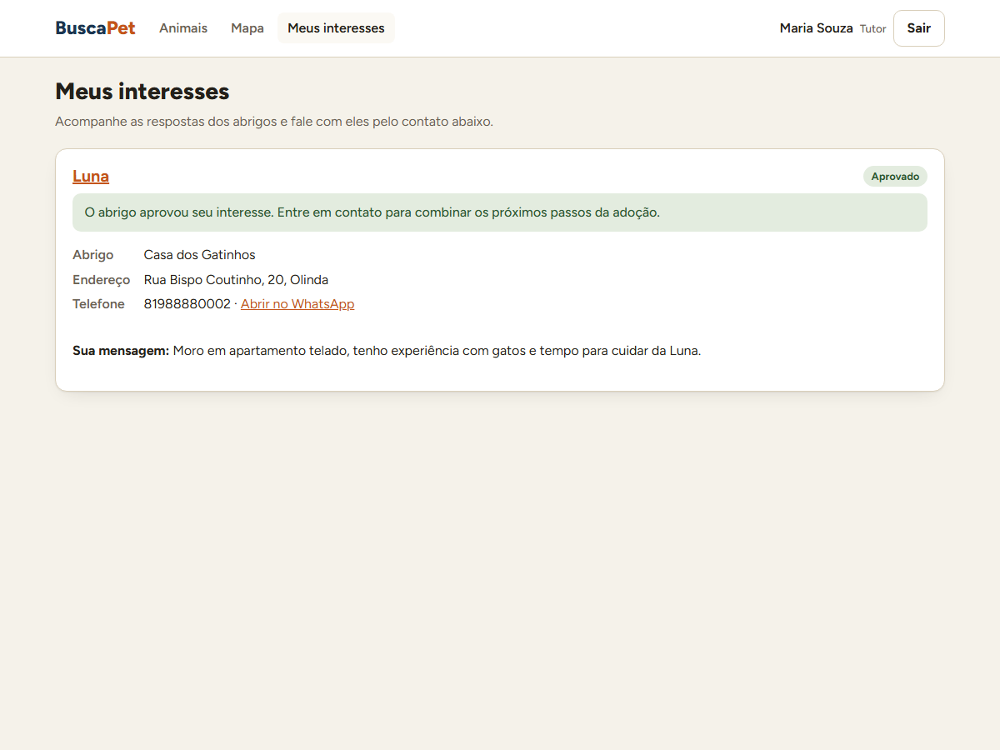 BuscaPet Animais Mapa Meus interesses Maria Souza Tutor Sair
Meus interesses
Acompanhe as respostas dos abrigos e fale com eles pelo contato abaixo.
Luna Aprovado
O abrigo aprovou seu interesse. Entre em contato para combinar os próximos passos da adoção.
Abrigo Casa dos Gatinhos
Endereço Rua Bispo Coutinho, 20, Olinda
Telefone 81988880002 · Abrir no WhatsApp
Sua mensagem: Moro em apartamento telado, tenho experiência com gatos e tempo para cuidar da Luna.